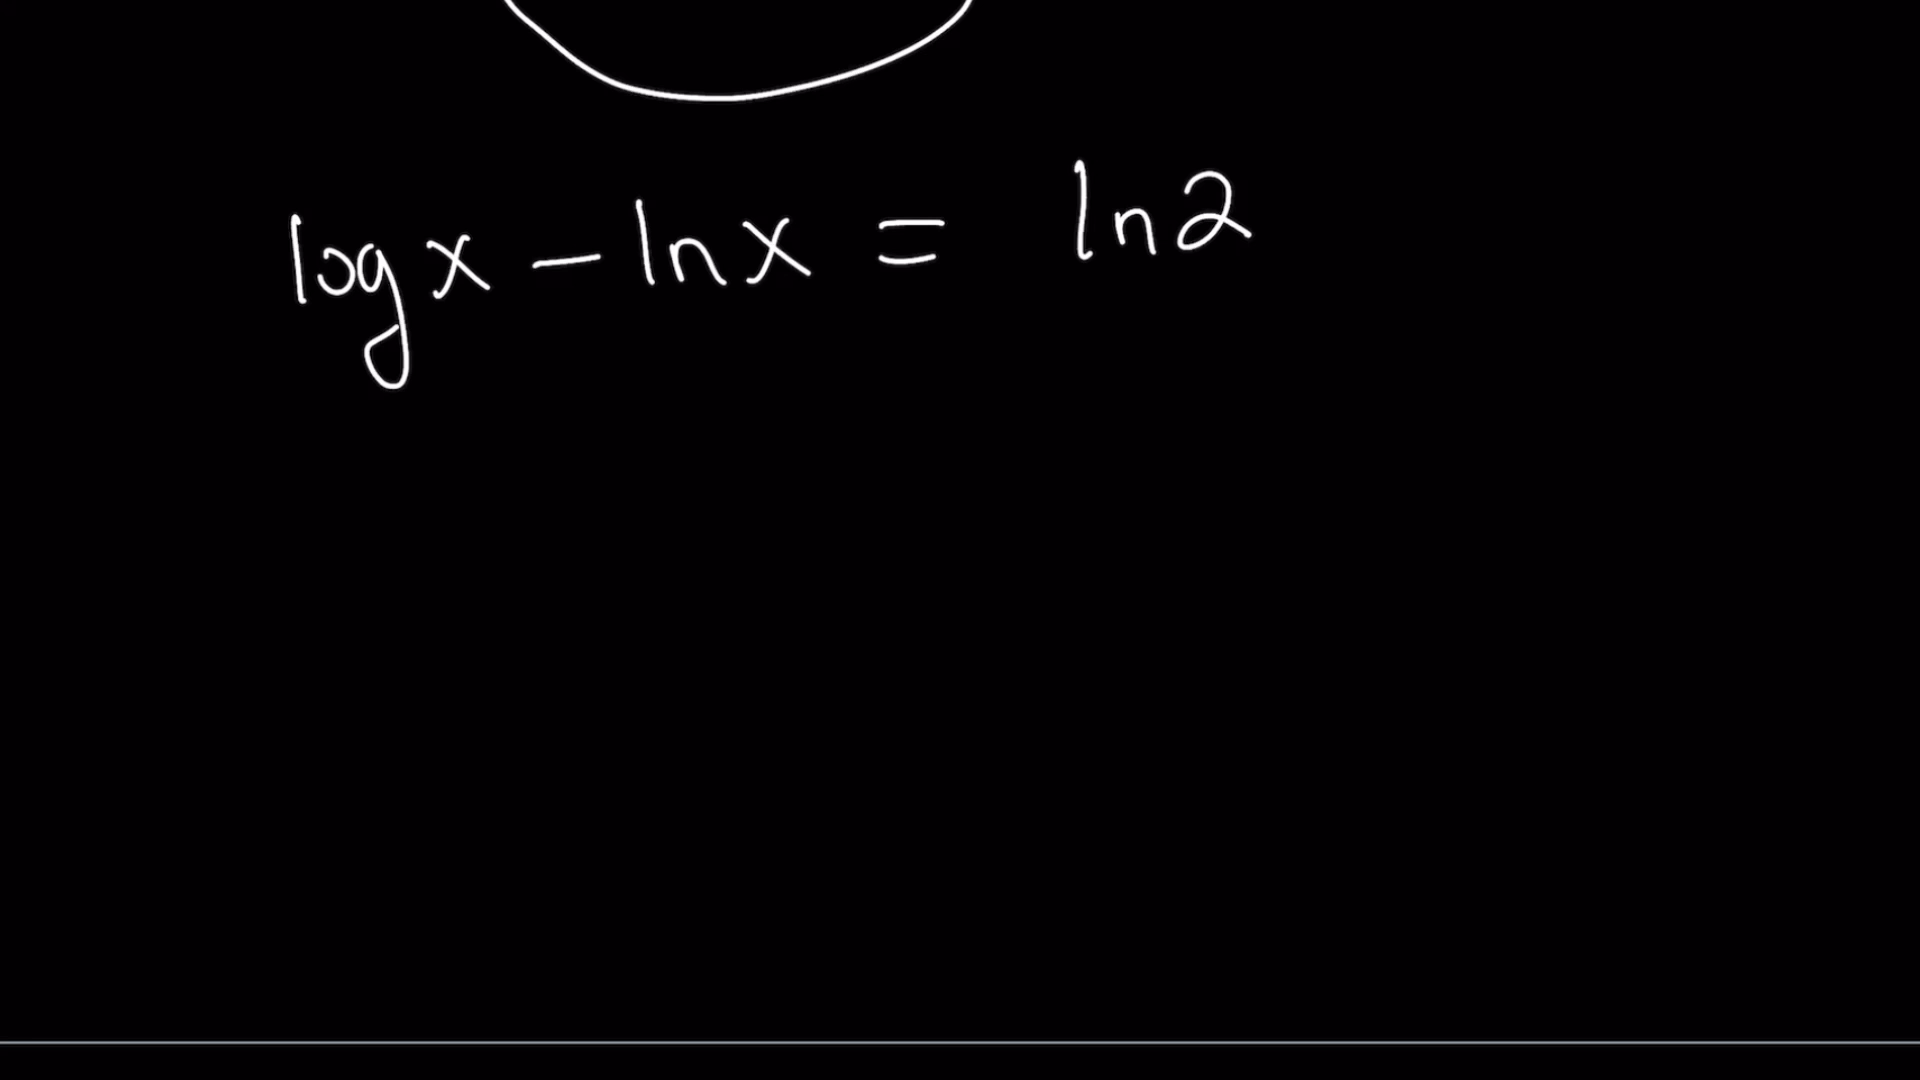 log x - ln x = ln 2